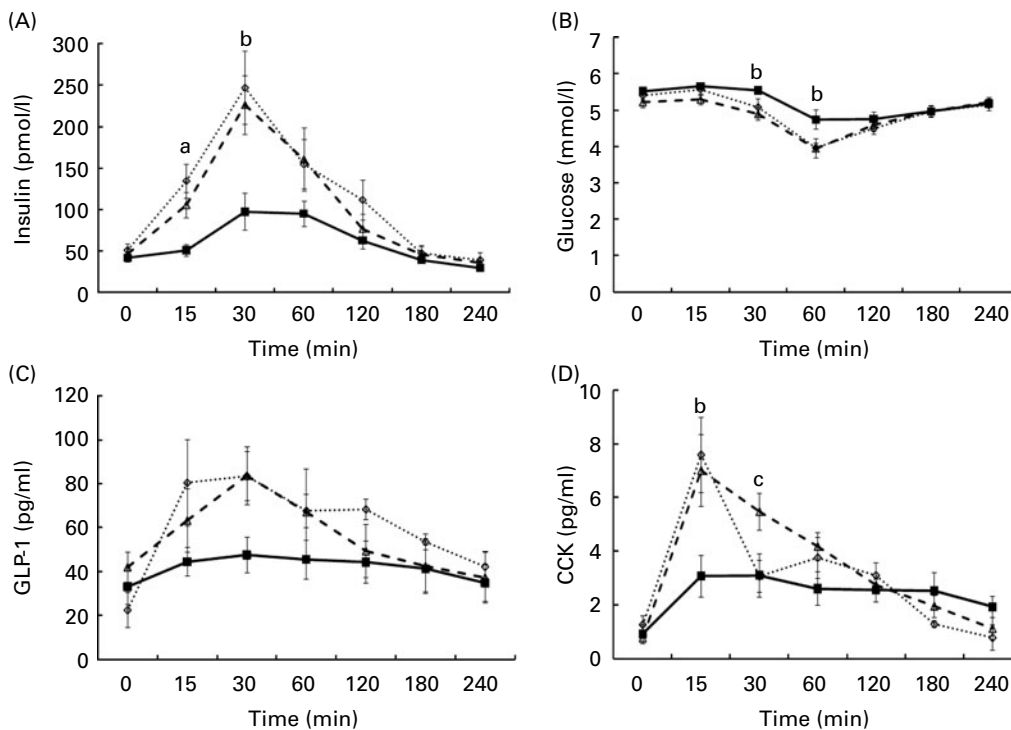 (A)
Insulin (pmol/l)
300
250
200
150
100
50
0
a
b
0 15 30 60 120 180 240
Time (min)
(B)
Glucose (mmol/l)
7
6
5
4
3
2
1
0
b
b
0 15 30 60 120 180 240
Time (min)
(C)
GLP-1 (pg/ml)
120
100
80
60
40
20
0
0 15 30 60 120 180 240
Time (min)
(D)
CCK (pg/ml)
10
8
6
4
2
0
b
c
0 15 30 60 120 180 240
Time (min)